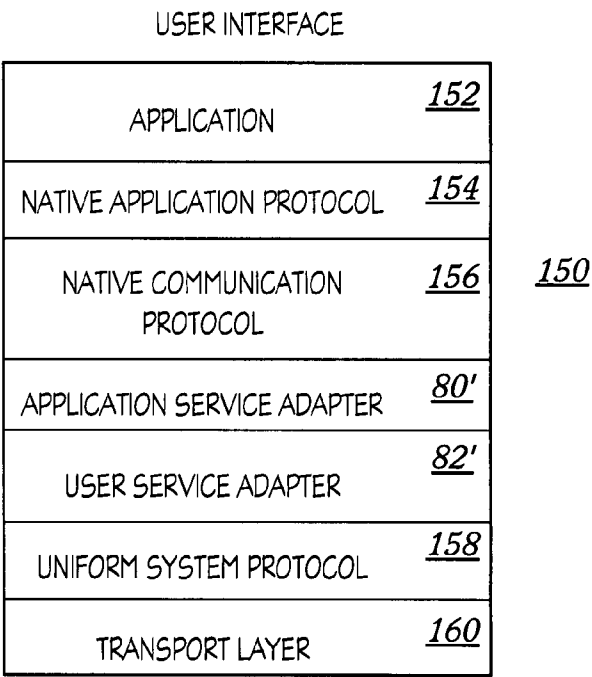 USER INTERFACE
APPLICATION 152
NATIVE APPLICATION PROTOCOL 154
NATIVE COMMUNICATION 156
PROTOCOL
150
APPLICATION SERVICE ADAPTER 80'
USER SERVICE ADAPTER 82'
UNIFORM SYSTEM PROTOCOL 158
TRANSPORT LAYER 160